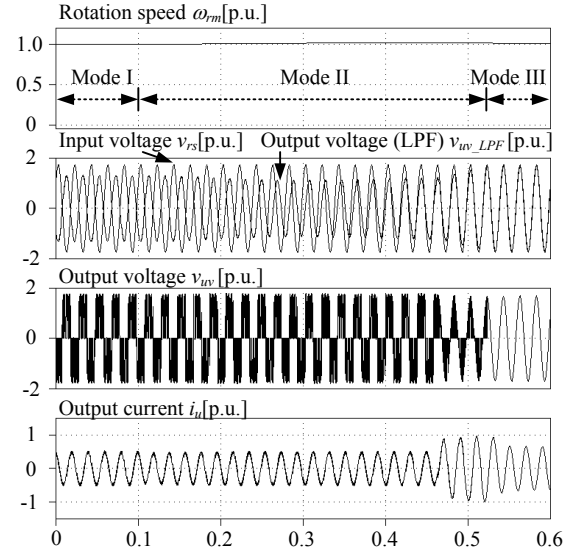 Rotation speed ωrm[p.u.]
1.0
0.5
0
Mode I
Mode II
Mode III
Input voltage vrs[p.u.] Output voltage (LPF) vuv_LPF [p.u.]
2
0
-2
Output voltage vuv [p.u.]
2
0
-2
Output current iu[p.u.]
1
0
-1
0 0.1 0.2 0.3 0.4 0.5 0.6